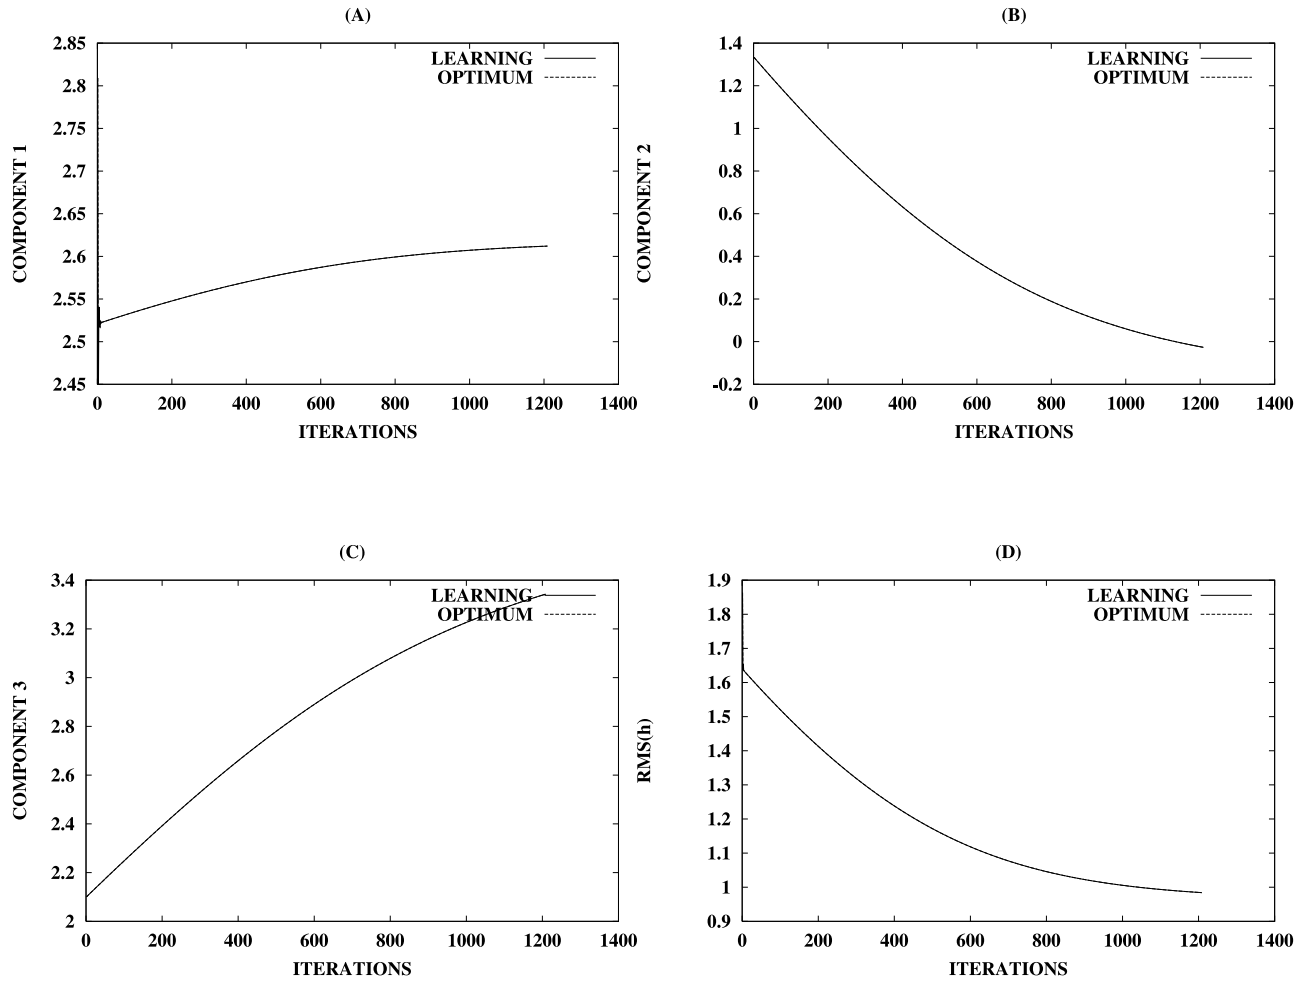 (A)
2.85
2.8
2.75
2.7
2.65
2.6
2.55
2.5
2.45
COMPONENT 1
LEARNING
OPTIMUM
0 200 400 600 800 1000 1200 1400
ITERATIONS
(B)
1.4
1.2
1
0.8
0.6
0.4
0.2
0
-0.2
COMPONENT 2
LEARNING
OPTIMUM
0 200 400 600 800 1000 1200 1400
ITERATIONS
(C)
3.4
3.2
3
2.8
2.6
2.4
2.2
2
COMPONENT 3
LEARNING
OPTIMUM
0 200 400 600 800 1000 1200 1400
ITERATIONS
(D)
1.9
1.8
1.7
1.6
1.5
1.4
1.3
1.2
1.1
1
0.9
RMS(h)
LEARNING
OPTIMUM
0 200 400 600 800 1000 1200 1400
ITERATIONS